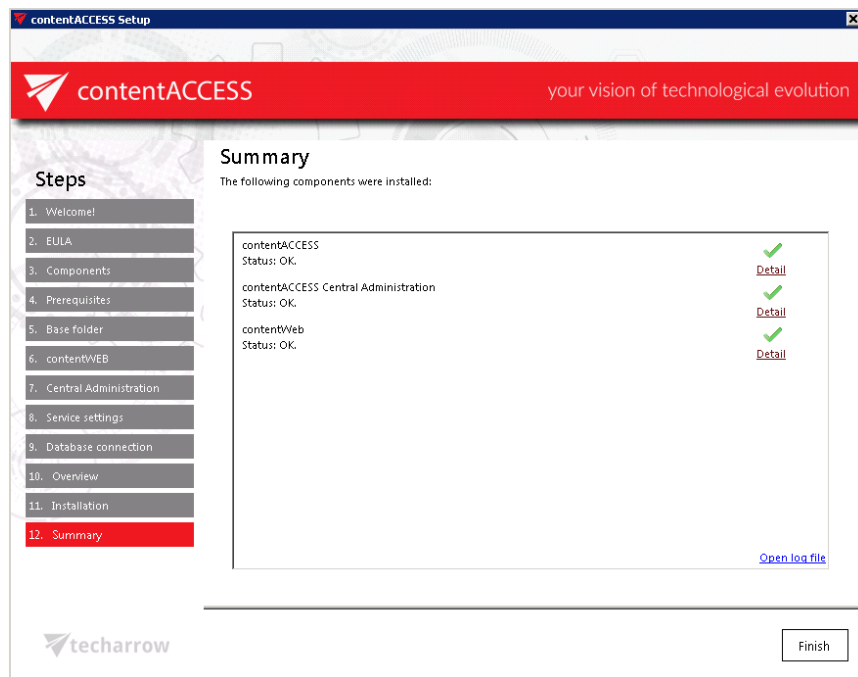 contentACCESS Setup
contentACCESS
your vision of technological evolution
Steps
1. Welcome!
2. EULA
3. Components
4. Prerequisites
5. Base folder
6. contentWEB
7. Central Administration
8. Service settings
9. Database connection
10. Overview
11. Installation
12. Summary
Summary
The following components were installed:
contentACCESS
Status: OK.
Detail
contentACCESS Central Administration
Status: OK.
Detail
contentWeb
Status: OK.
Detail
Open log file
techarrow
Finish